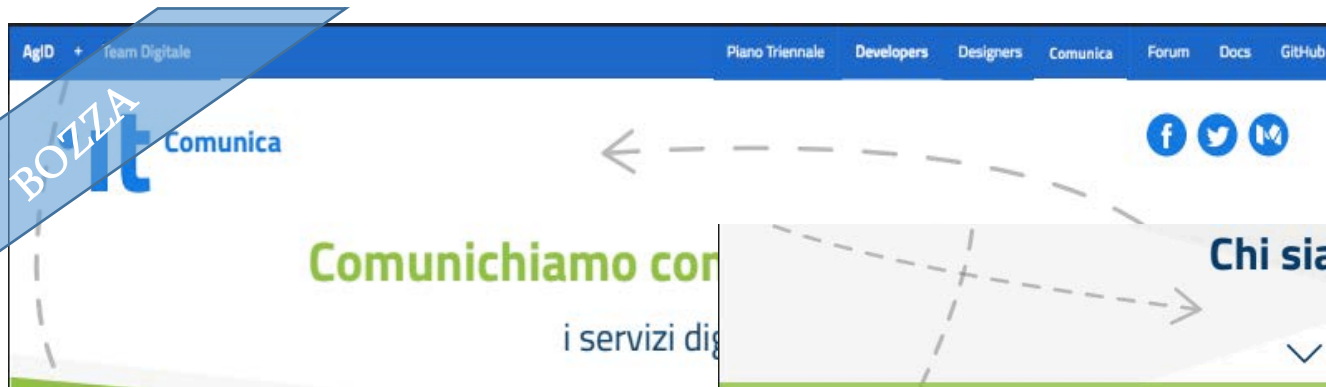 AgID + Team Digitale Piano Triennale Developers Designers Comunica Forum Docs GitHub
BOZZA
it Comunica
Comunichiamo con
Chi sia
i servizi dig